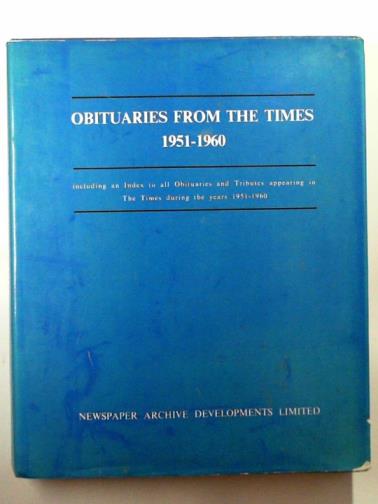 OBITUARIES FROM THE TIMES
1951-1960
including an Index to all Obituaries and Tributes appearing in
The Times during the years 1951-1960
NEWSPAPER ARCHIVE DEVELOPMENTS LIMITED